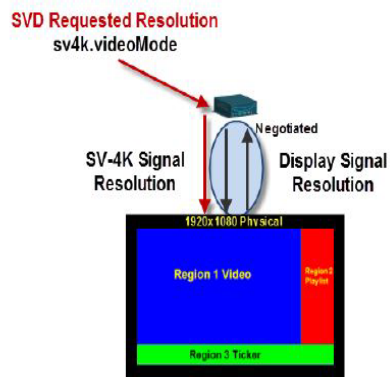 SVD Requested Resolution
sv4k.videoMode
Negotiated
SV-4K Signal
Resolution
Display Signal
Resolution
1920x1080 Physical
Region 1 Video
Region 2
Playlist
Region 3 Ticker